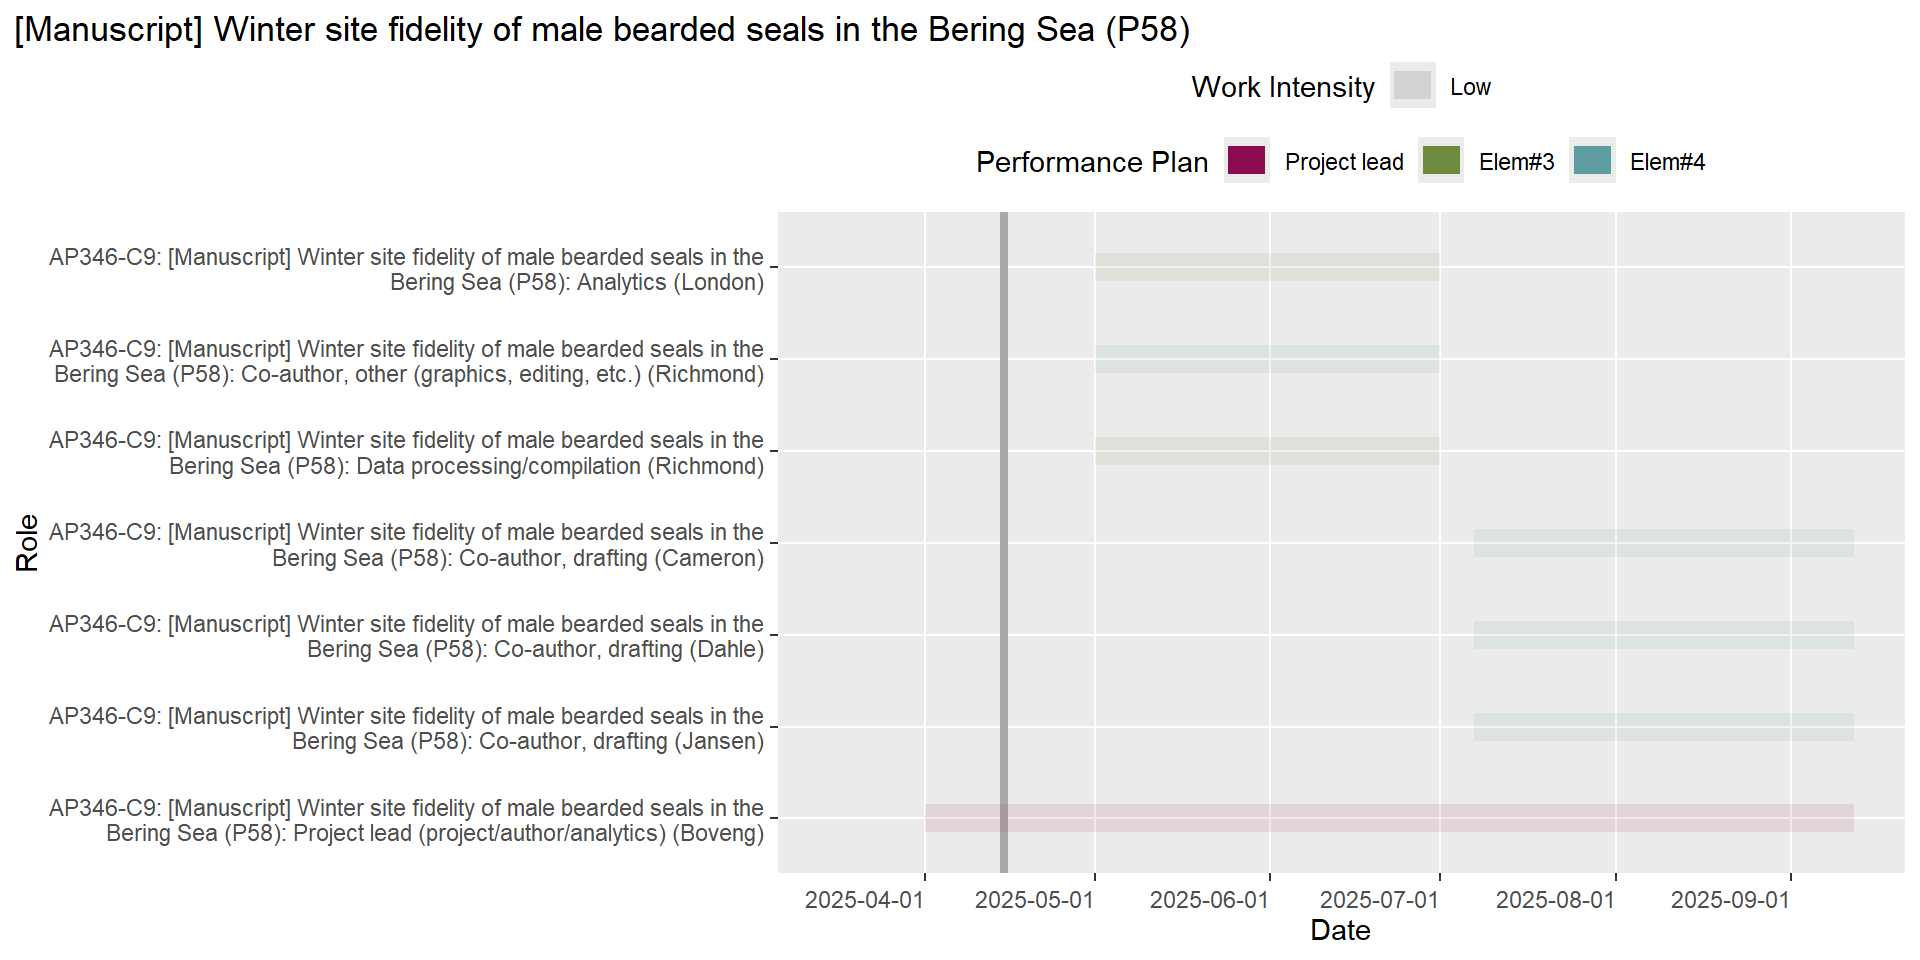 [Manuscript] Winter site fidelity of male bearded seals in the Bering Sea (P58)
Work Intensity Low
Performance Plan Project lead Elem#3 Elem#4
AP346-C9: [Manuscript] Winter site fidelity of male bearded seals in the
Bering Sea (P58): Analytics (London)
AP346-C9: [Manuscript] Winter site fidelity of male bearded seals in the
Bering Sea (P58): Co-author, other (graphics, editing, etc.) (Richmond)
AP346-C9: [Manuscript] Winter site fidelity of male bearded seals in the
Bering Sea (P58): Data processing/compilation (Richmond)
AP346-C9: [Manuscript] Winter site fidelity of male bearded seals in the
Bering Sea (P58): Co-author, drafting (Cameron)
AP346-C9: [Manuscript] Winter site fidelity of male bearded seals in the
Bering Sea (P58): Co-author, drafting (Dahle)
AP346-C9: [Manuscript] Winter site fidelity of male bearded seals in the
Bering Sea (P58): Co-author, drafting (Jansen)
AP346-C9: [Manuscript] Winter site fidelity of male bearded seals in the
Bering Sea (P58): Project lead (project/author/analytics) (Boveng)
Role
2025-04-01 2025-05-01 2025-06-01 2025-07-01 2025-08-01 2025-09-01
Date